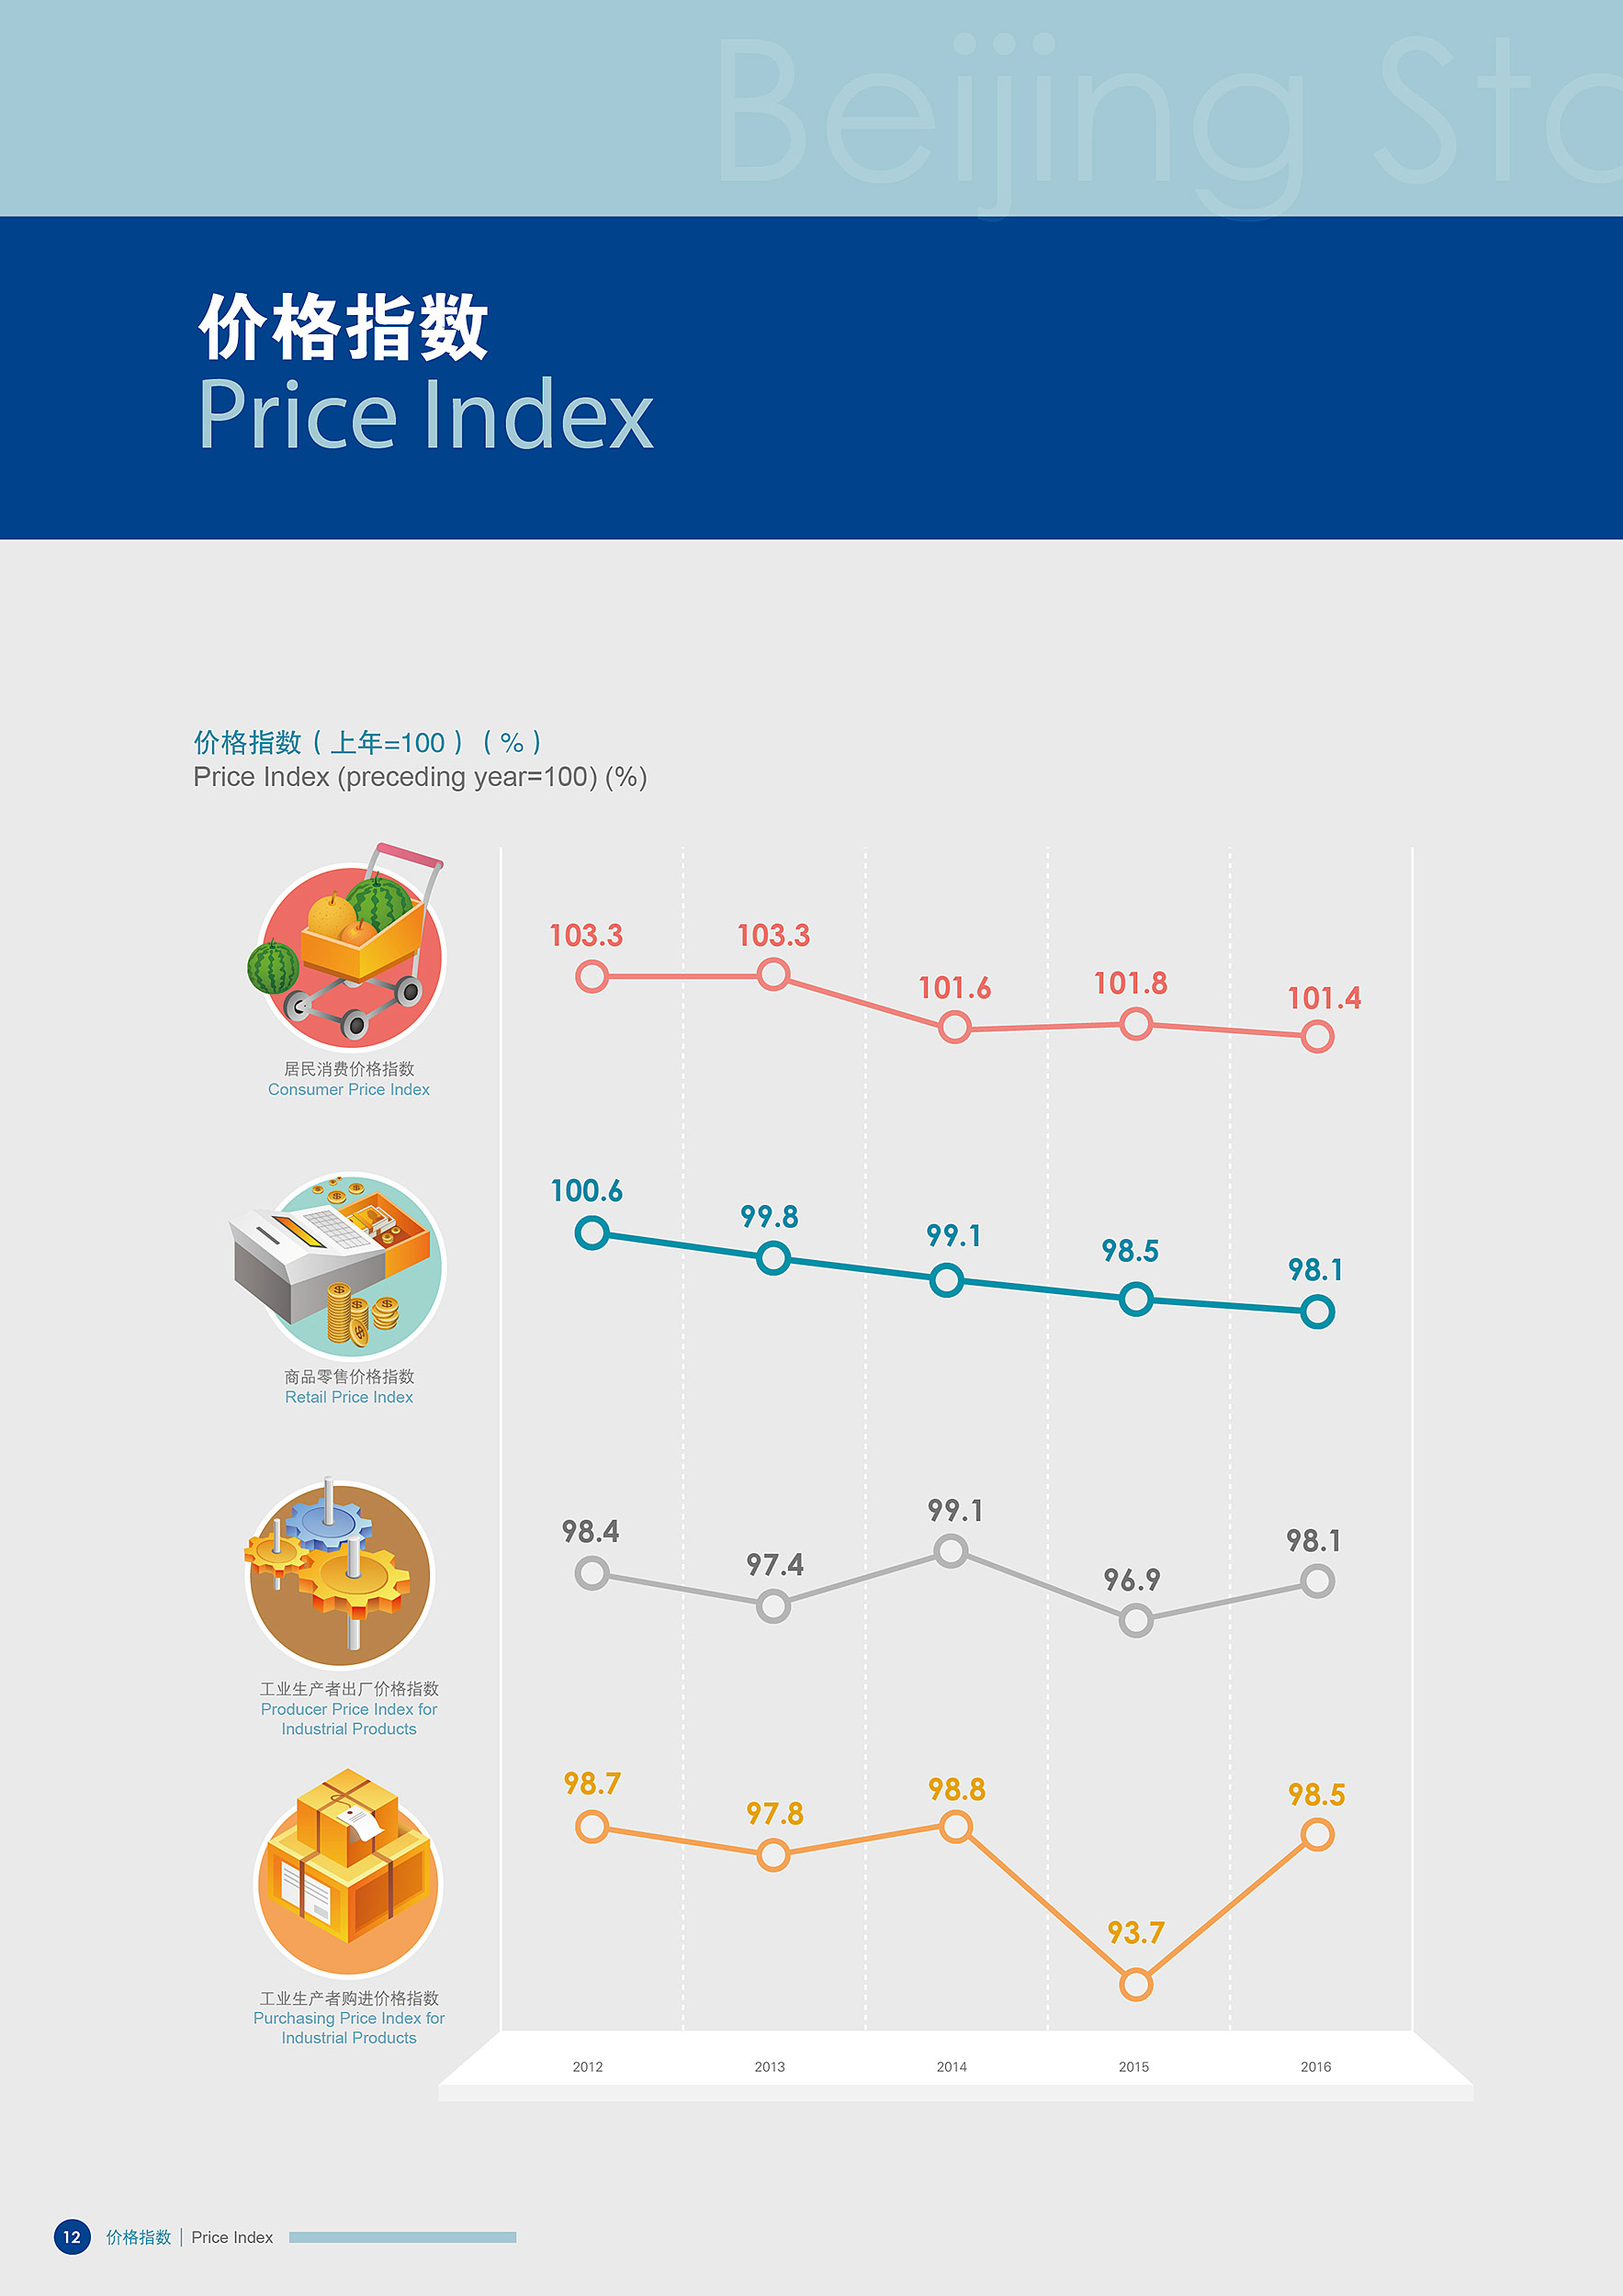 Beijing Sta
价格指数
Price Index
价格指数（上年=100）（%）
Price Index (preceding year=100) (%)
103.3
103.3
101.6
101.8
101.4
居民消费价格指数
Consumer Price Index
100.6
99.8
99.1
98.5
98.1
商品零售价格指数
Retail Price Index
98.4
97.4
99.1
96.9
98.1
工业生产者出厂价格指数
Producer Price Index for
Industrial Products
98.7
97.8
98.8
93.7
98.5
工业生产者购进价格指数
Purchasing Price Index for
Industrial Products
2012 2013 2014 2015 2016
12 价格指数 | Price Index